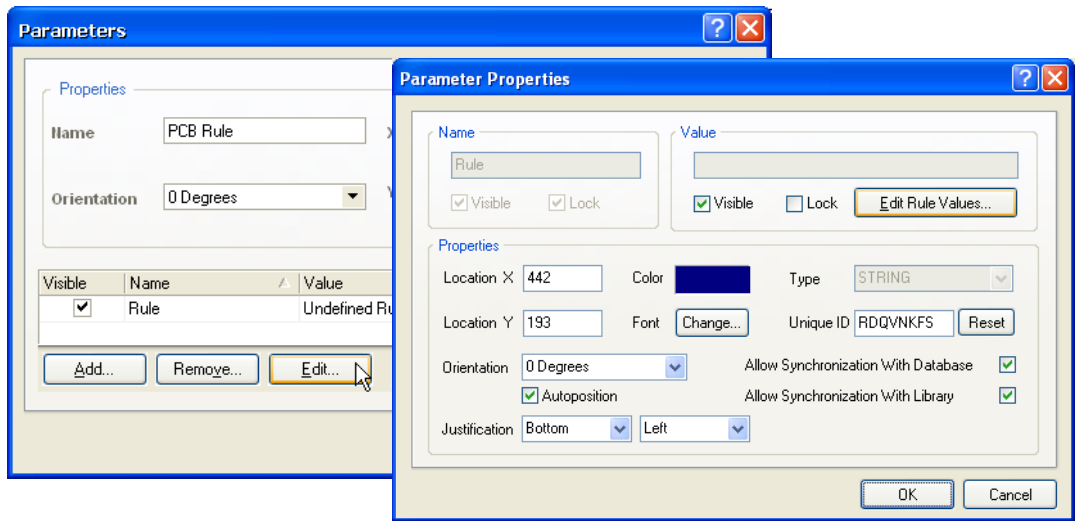 Parameters
Properties
Name PCB Rule X
Orientation 0 Degrees
Visible Name Value
Rule Undefined Ru
Add... Remove... Edit...
Parameter Properties
Name Value
Rule
Visible Lock Visible Lock Edit Rule Values...
Properties
Location X 442 Color Type STRING
Location Y 193 Font Change... Unique ID RDQVNKFS Reset
Orientation 0 Degrees Allow Synchronization With Database
Autoposition Allow Synchronization With Library
Justification Bottom Left
OK Cancel